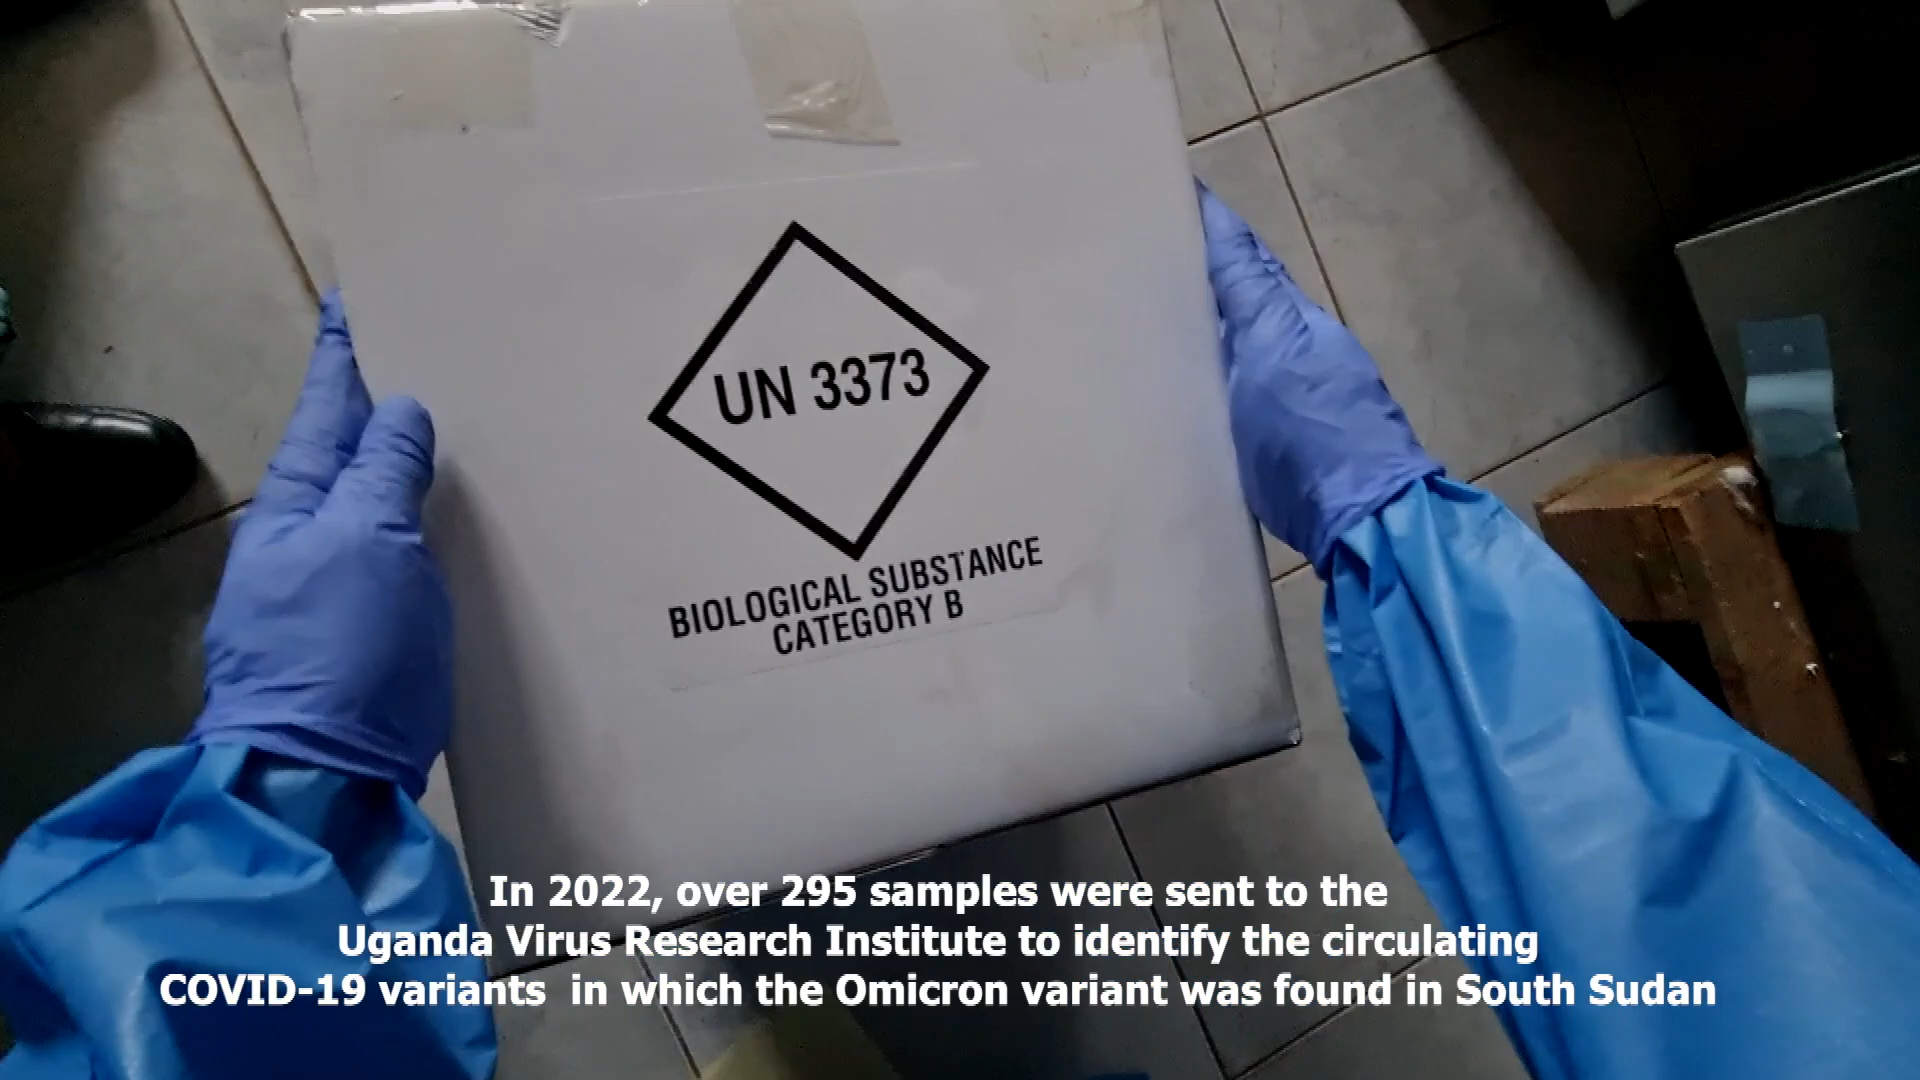 UN 3373
BIOLOGICAL SUBSTANCE
CATEGORY B
In 2022, over 295 samples were sent to the
Uganda Virus Research Institute to identify the circulating
COVID-19 variants  in which the Omicron variant was found in South Sudan